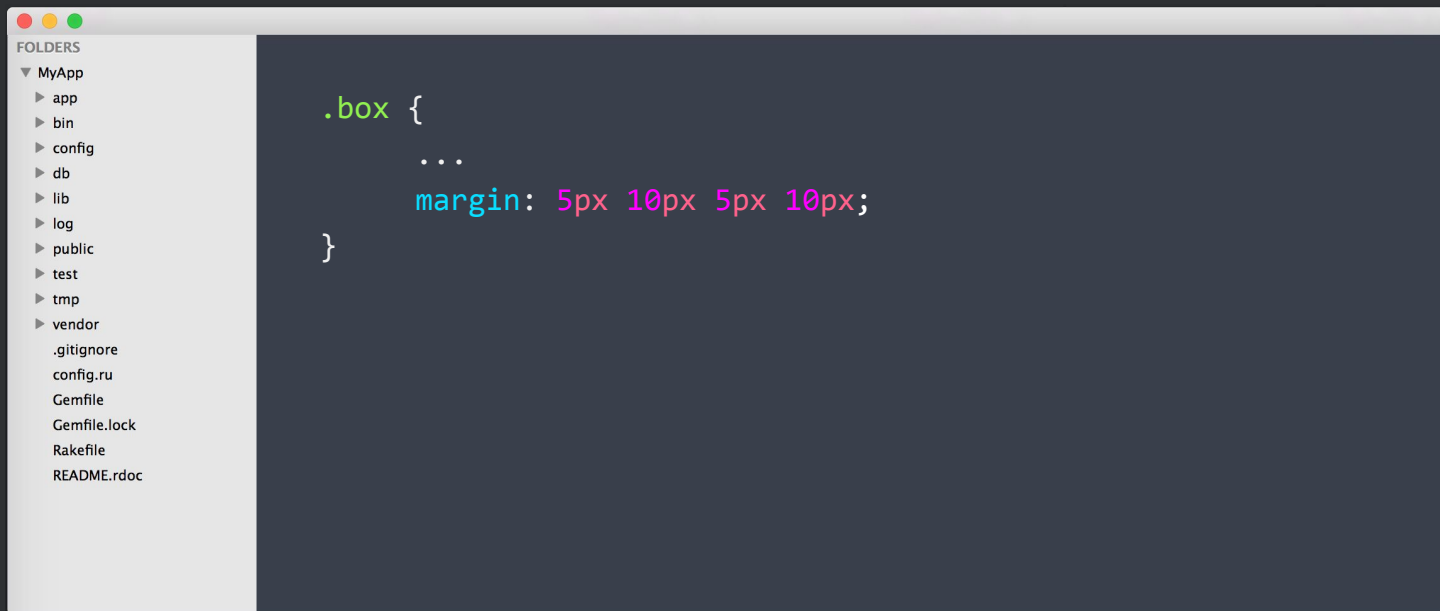 FOLDERS
MyApp
app
bin
config
db
lib
log
public
test
tmp
vendor
.gitignore
config.ru
Gemfile
Gemfile.lock
Rakefile
README.rdoc
.box {
...
margin: 5px 10px 5px 10px;
}